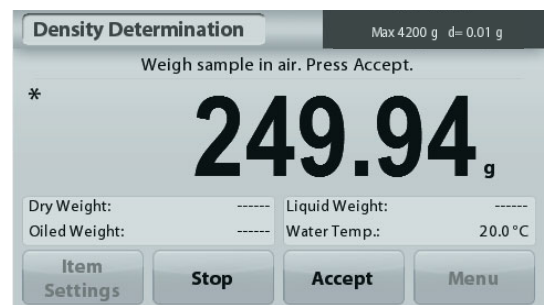 Density Determination
Max 4200 g d= 0.01 g
Weigh sample in air. Press Accept.
*
249.94 g
Dry Weight: ------ Liquid Weight: ------
Oiled Weight: ------ Water Temp.: 20.0 °C
Item Settings
Stop
Accept
Menu